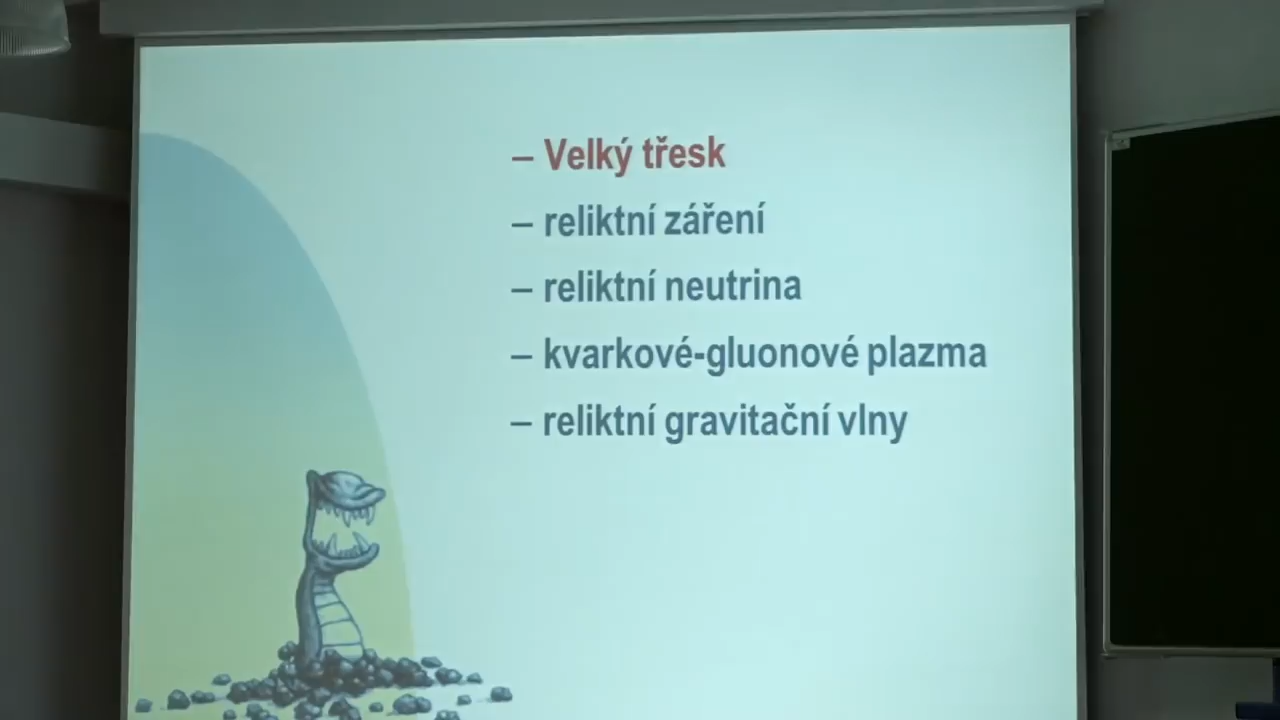 – Velký třesk
– reliktní záření
– reliktní neutrina
– kvarkové-gluonové plazma
– reliktní gravitační vlny